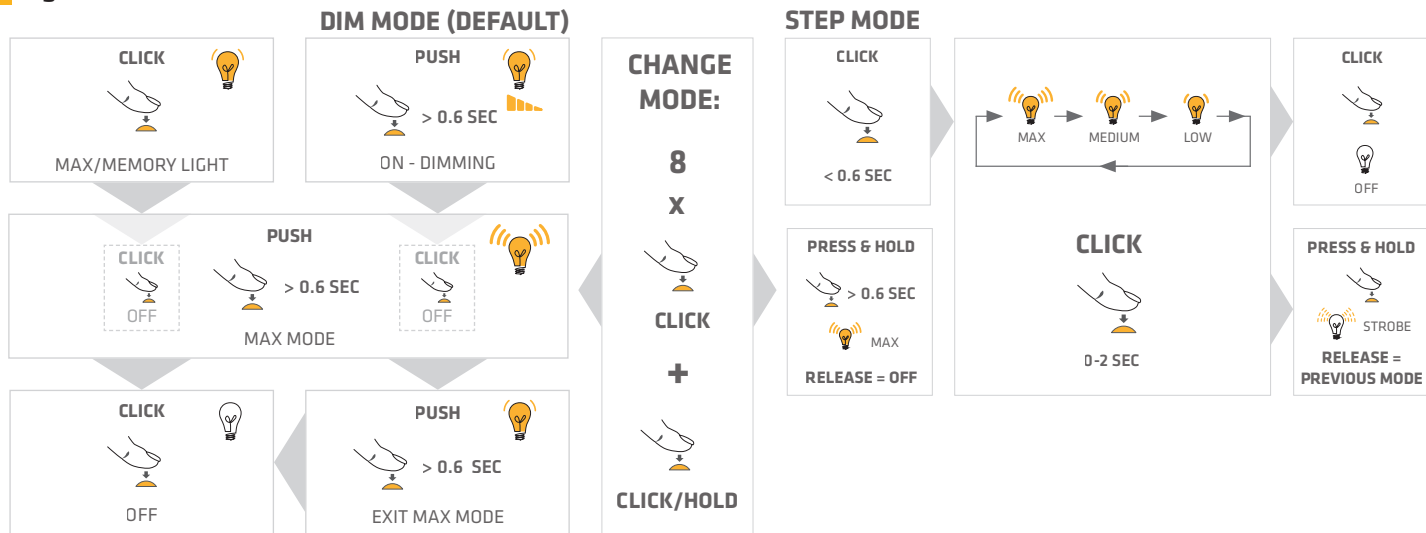 DIM MODE (DEFAULT)
CLICK
MAX/MEMORY LIGHT
PUSH
> 0.6 SEC
ON - DIMMING
PUSH
CLICK
OFF
> 0.6 SEC
CLICK
OFF
MAX MODE
CLICK
OFF
PUSH
> 0.6 SEC
EXIT MAX MODE
CHANGE
MODE:
8
x
CLICK
+
CLICK/HOLD
STEP MODE
CLICK
< 0.6 SEC
PRESS & HOLD
> 0.6 SEC
MAX
RELEASE = OFF
MAX
MEDIUM
LOW
CLICK
0-2 SEC
CLICK
OFF
PRESS & HOLD
STROBE
RELEASE =
PREVIOUS MODE